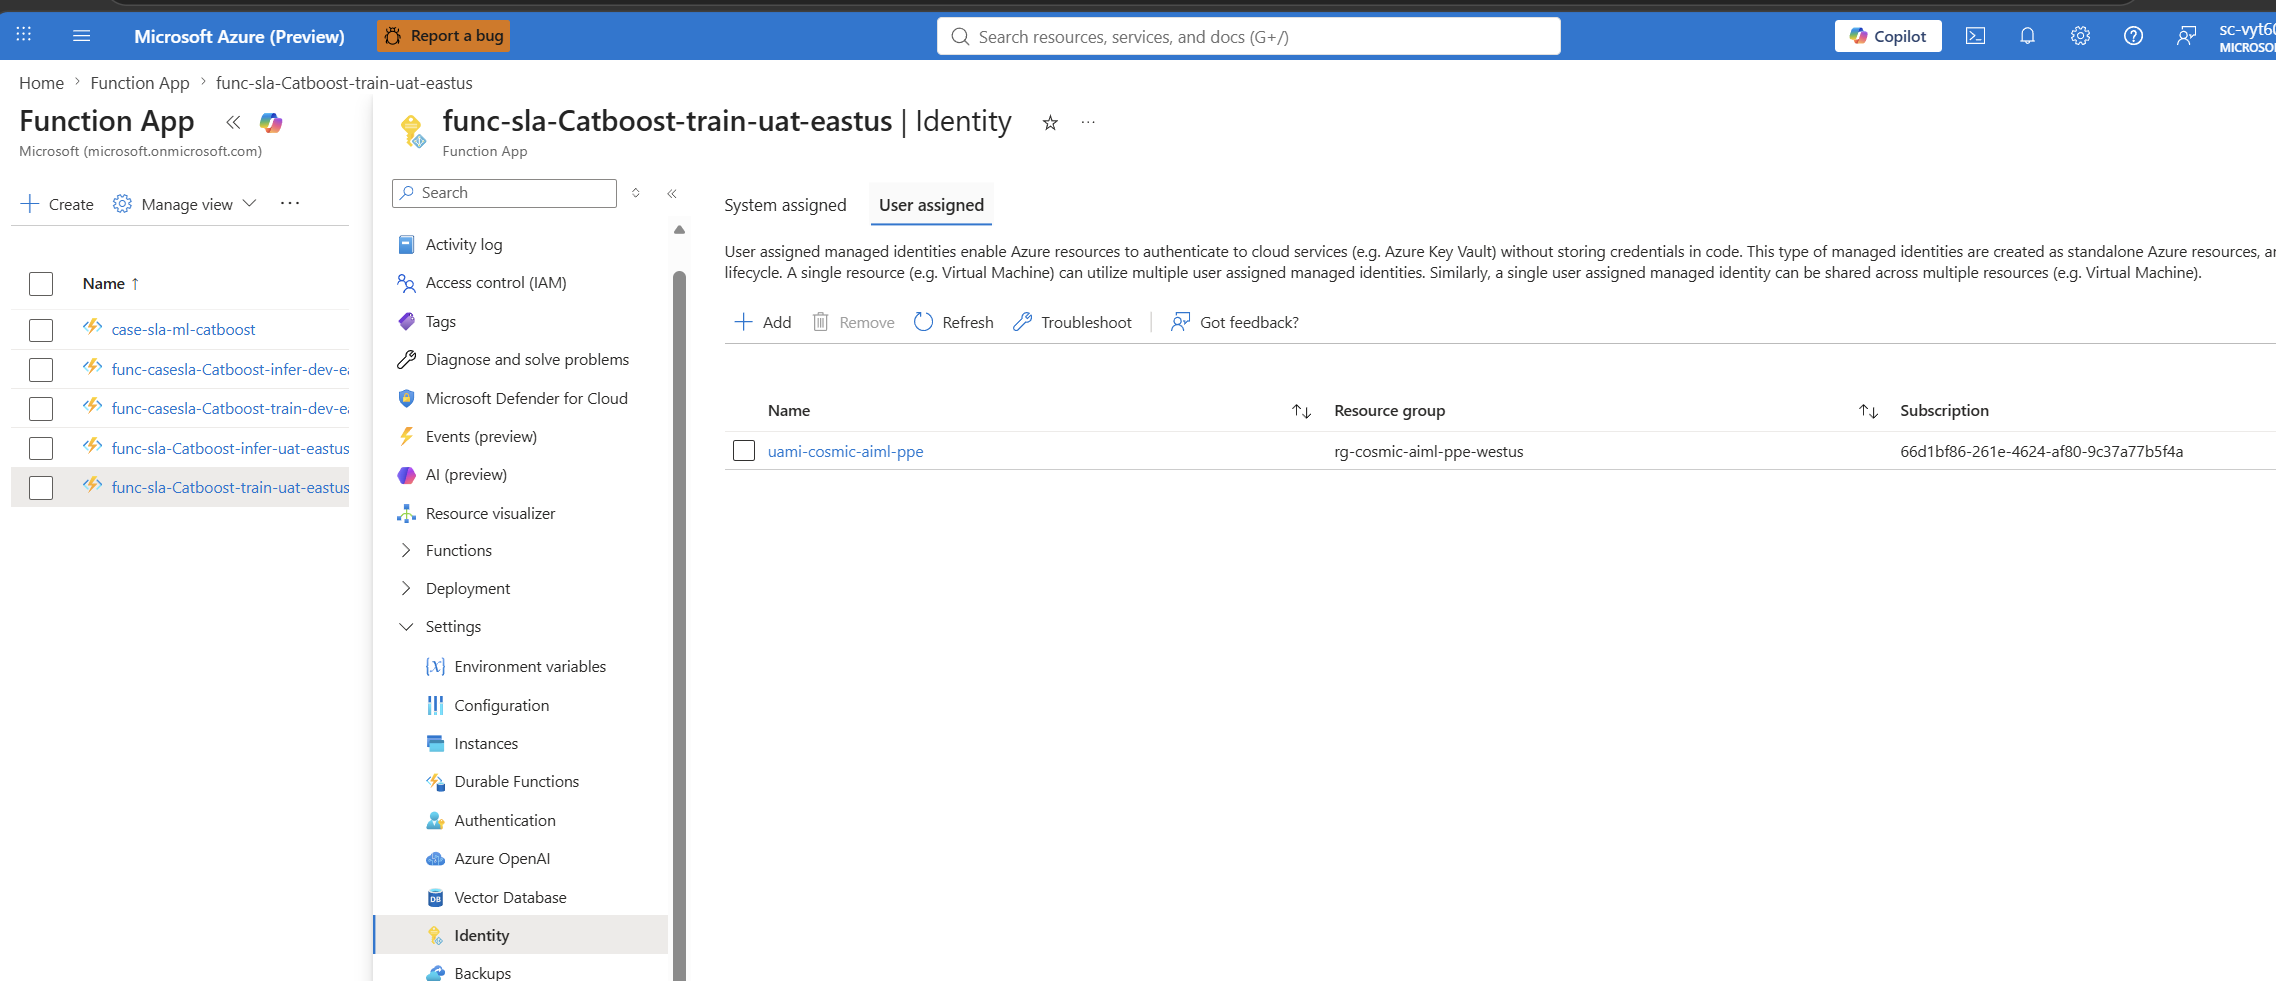 Microsoft Azure (Preview)
Report a bug
Search resources, services, and docs (G+/)
Copilot
MICROSO
Home > Function App > func-sla-Catboost-train-uat-eastus
Function App
Microsoft (microsoft.onmicrosoft.com)
Create
Manage view
Name ↑
case-sla-ml-catboost
func-casesla-Catboost-infer-dev-ea
func-casesla-Catboost-train-dev-ea
func-sla-Catboost-infer-uat-eastus
func-sla-Catboost-train-uat-eastus
func-sla-Catboost-train-uat-eastus | Identity
Function App
Search
Activity log
Access control (IAM)
Tags
Diagnose and solve problems
Microsoft Defender for Cloud
Events (preview)
AI (preview)
Resource visualizer
Functions
Deployment
Settings
Environment variables
Configuration
Instances
Durable Functions
Authentication
Azure OpenAI
Vector Database
Identity
Backups
System assigned
User assigned
User assigned managed identities enable Azure resources to authenticate to cloud services (e.g. Azure Key Vault) without storing credentials in code. This type of managed identities are created as standalone Azure resources, a
lifecycle. A single resource (e.g. Virtual Machine) can utilize multiple user assigned managed identities. Similarly, a single user assigned managed identity can be shared across multiple resources (e.g. Virtual Machine).
Add
Remove
Refresh
Troubleshoot
Got feedback?
Name
Resource group
Subscription
uami-cosmic-aiml-ppe
rg-cosmic-aiml-ppe-westus
66d1bf86-261e-4624-af80-9c37a77b5f4a